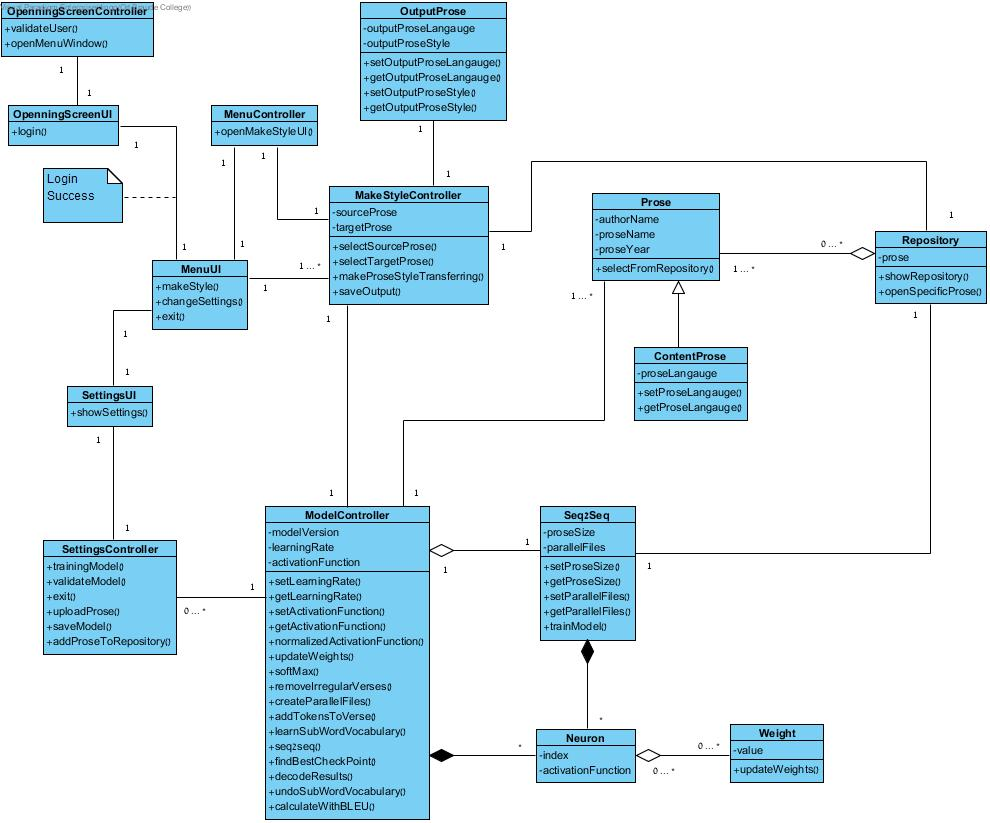 OpenningScreenController
+validateUser()
+openMenuWindow()
1
1
OpenningScreenUI
+login()
1
Login
Success
1
MenuController
+openMakeStyleUI()
1
1
1
1
OutputProse
-outputProseLangauge
-outputProseStyle
+setOutputProseLangauge()
+getOutputProseLangauge()
+setOutputProseStyle()
+getOutputProseStyle()
1
1
MakeStyleController
-sourceProse
-targetProse
+selectSourceProse()
+selectTargetProse()
+makeProseStyleTransferring()
+saveOutput()
1
1
1
MenuUI
+makeStyle()
+changeSettings()
+exit()
1 ... *
1
1
1
Prose
-authorName
-proseName
-proseYear
+selectFromRepository()
1 ... *
1 ... *
0 ... *
Repository
-prose
+showRepository()
+openSpecificProse()
1
ContentProse
-proseLangauge
+setProseLangauge()
+getProseLangauge()
SettingsUI
+showSettings()
1
1
SettingsController
+trainingModel()
+validateModel()
+exit()
+uploadProse()
+saveModel()
+addProseToRepository()
0 ... *
1
1
1
ModelController
-modelVersion
-learningRate
-activationFunction
+setLearningRate()
+getLearningRate()
+setActivationFunction()
+getActivationFunction()
+normalizedActivationFunction()
+updateWeights()
+softMax()
+removeIrregularVerses()
+createParallelFiles()
+addTokensToVerse()
+learnSubWordVocabulary()
+seq2seq()
+findBestCheckPoint()
+decodeResults()
+undoSubWordVocabulary()
+calculateWithBLEU()
1
1
Seq2Seq
-proseSize
-parallelFiles
+setProseSize()
+getProseSize()
+setParallelFiles()
+getParallelFiles()
+trainModel()
1
*
*
Neuron
-index
-activationFunction
0 ... *
0 ... *
Weight
-value
+updateWeights()